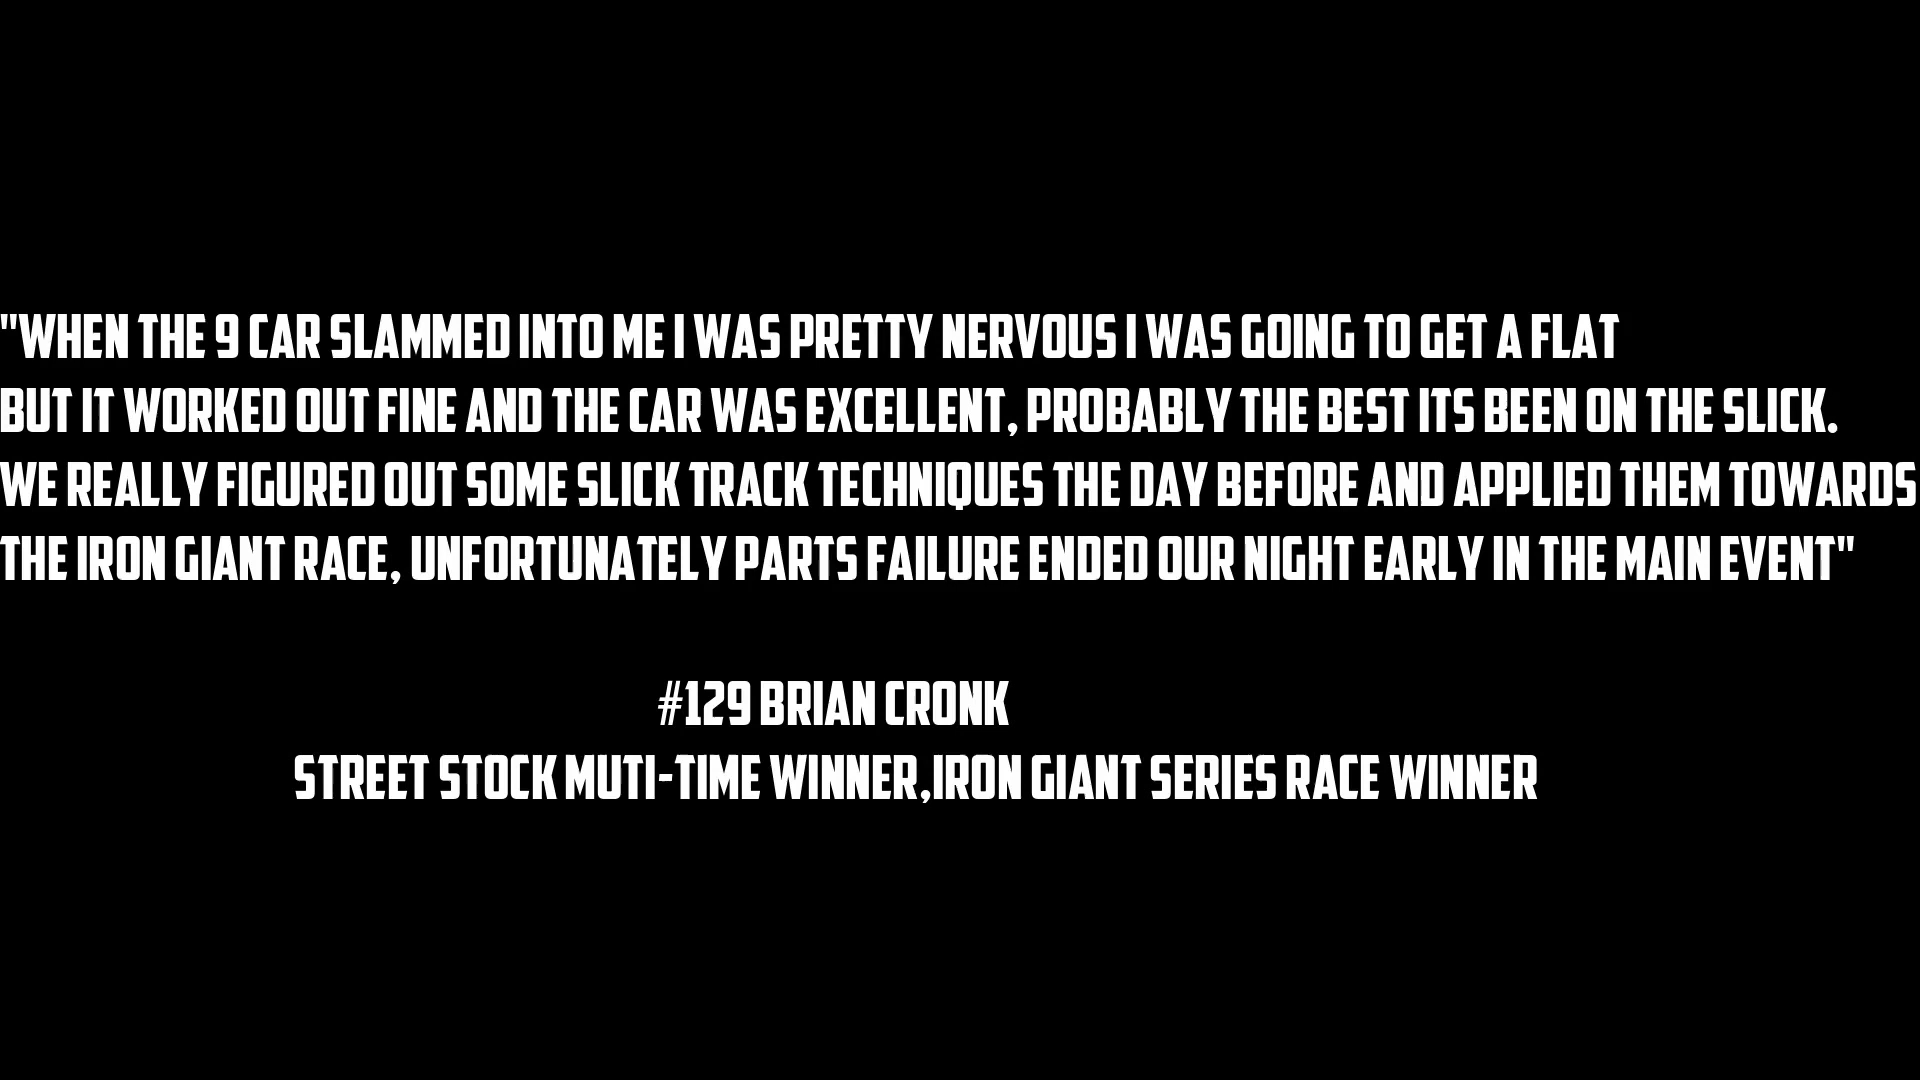 "WHEN THE 9 CAR SLAMMED INTO ME I WAS PRETTY NERVOUS I WAS GOING TO GET A FLAT
BUT IT WORKED OUT FINE AND THE CAR WAS EXCELLENT, PROBABLY THE BEST ITS BEEN ON THE SLICK.
WE REALLY FIGURED OUT SOME SLICK TRACK TECHNIQUES THE DAY BEFORE AND APPLIED THEM TOWARDS
THE IRON GIANT RACE, UNFORTUNATELY PARTS FAILURE ENDED OUR NIGHT EARLY IN THE MAIN EVENT"
#129 BRIAN CRONK
STREET STOCK MUTI-TIME WINNER,IRON GIANT SERIES RACE WINNER